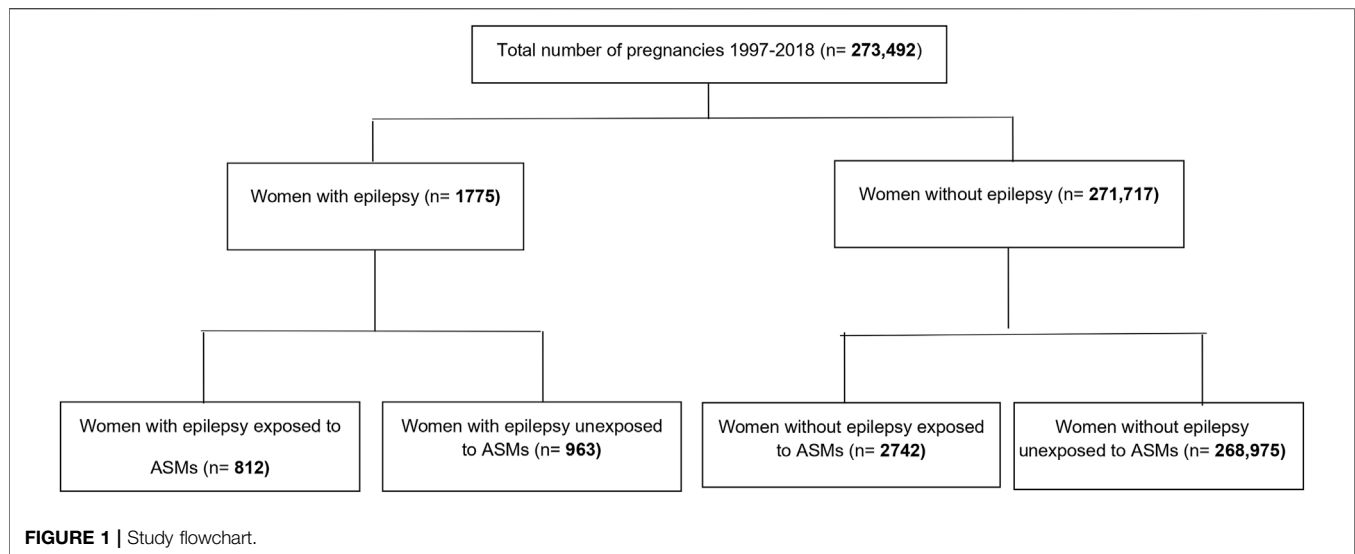 Total number of pregnancies 1997-2018 (n= 273,492)
Women with epilepsy (n= 1775)
Women without epilepsy (n= 271,717)
Women with epilepsy exposed to
ASMs (n= 812)
Women with epilepsy unexposed
to ASMs (n= 963)
Women without epilepsy exposed
to ASMs (n= 2742)
Women without epilepsy
unexposed to ASMs (n= 268,975)
FIGURE 1 | Study flowchart.